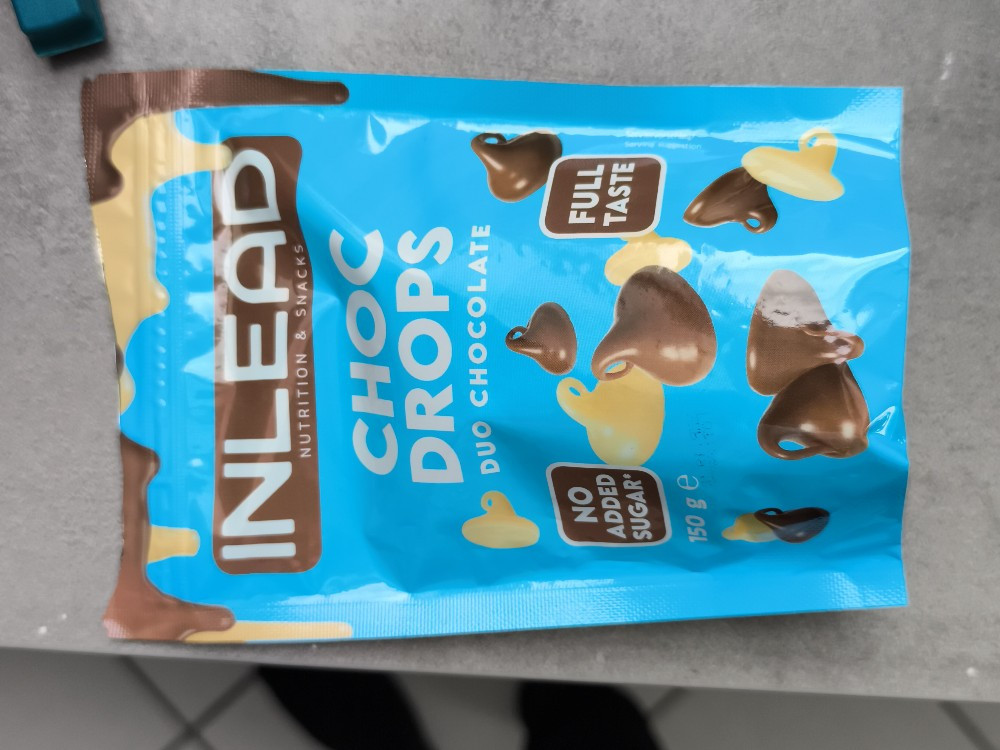 INLEAD
NUTRITION & SNACKS
CHOC
DROPS
DUO CHOCOLATE
NO
ADDED
SUGAR*
FULL
TASTE
150 g e